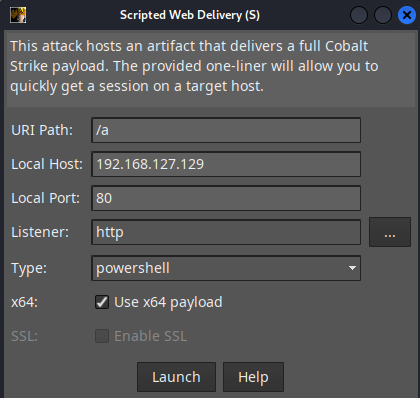 Scripted Web Delivery (S)
This attack hosts an artifact that delivers a full Cobalt
Strike payload. The provided one-liner will allow you to
quickly get a session on a target host.
URI Path: /a
Local Host: 192.168.127.129
Local Port: 80
Listener: http ...
Type: powershell
x64: Use x64 payload
SSL: Enable SSL
Launch Help